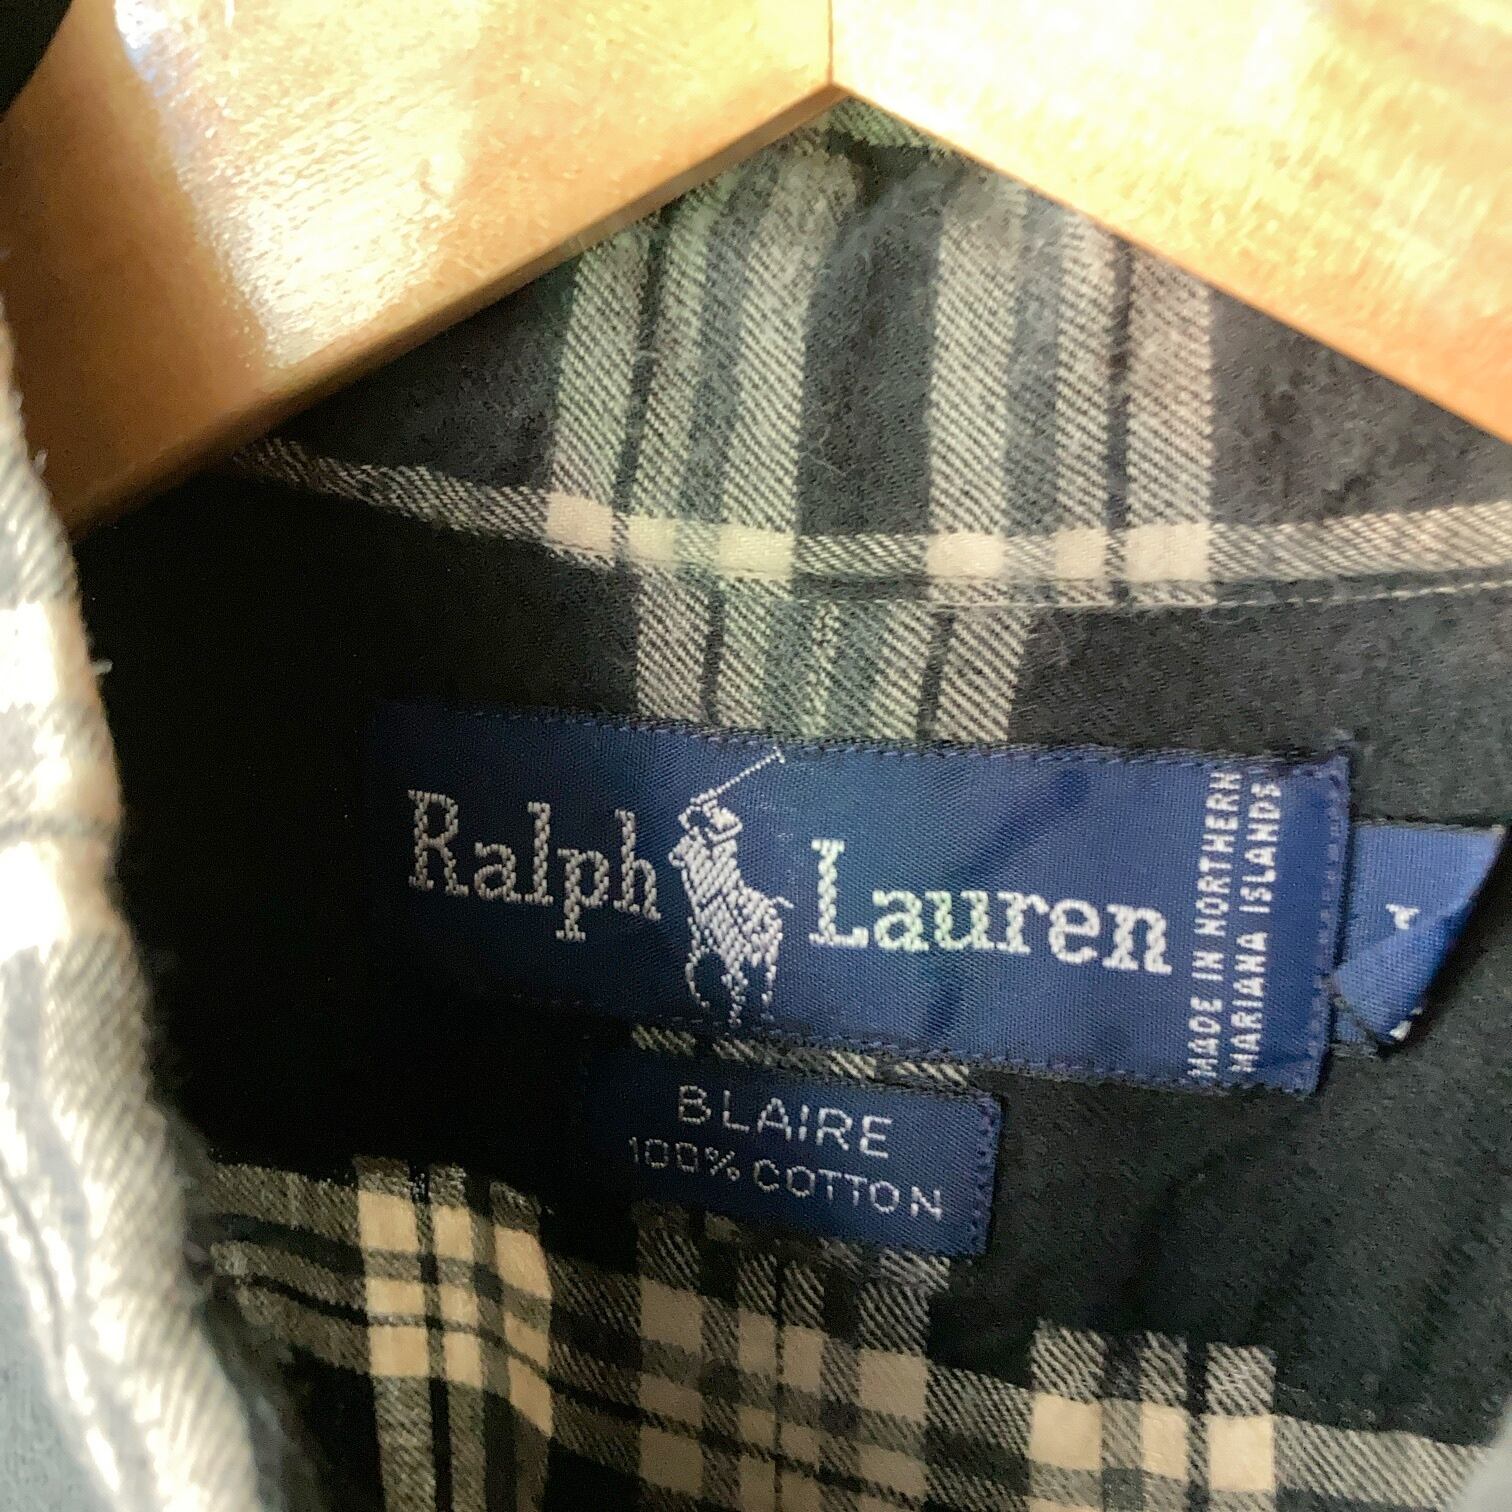 Ralph Lauren
MADE IN NORTHERN
MARIANA ISLANDS
BLAIRE
100% COTTON